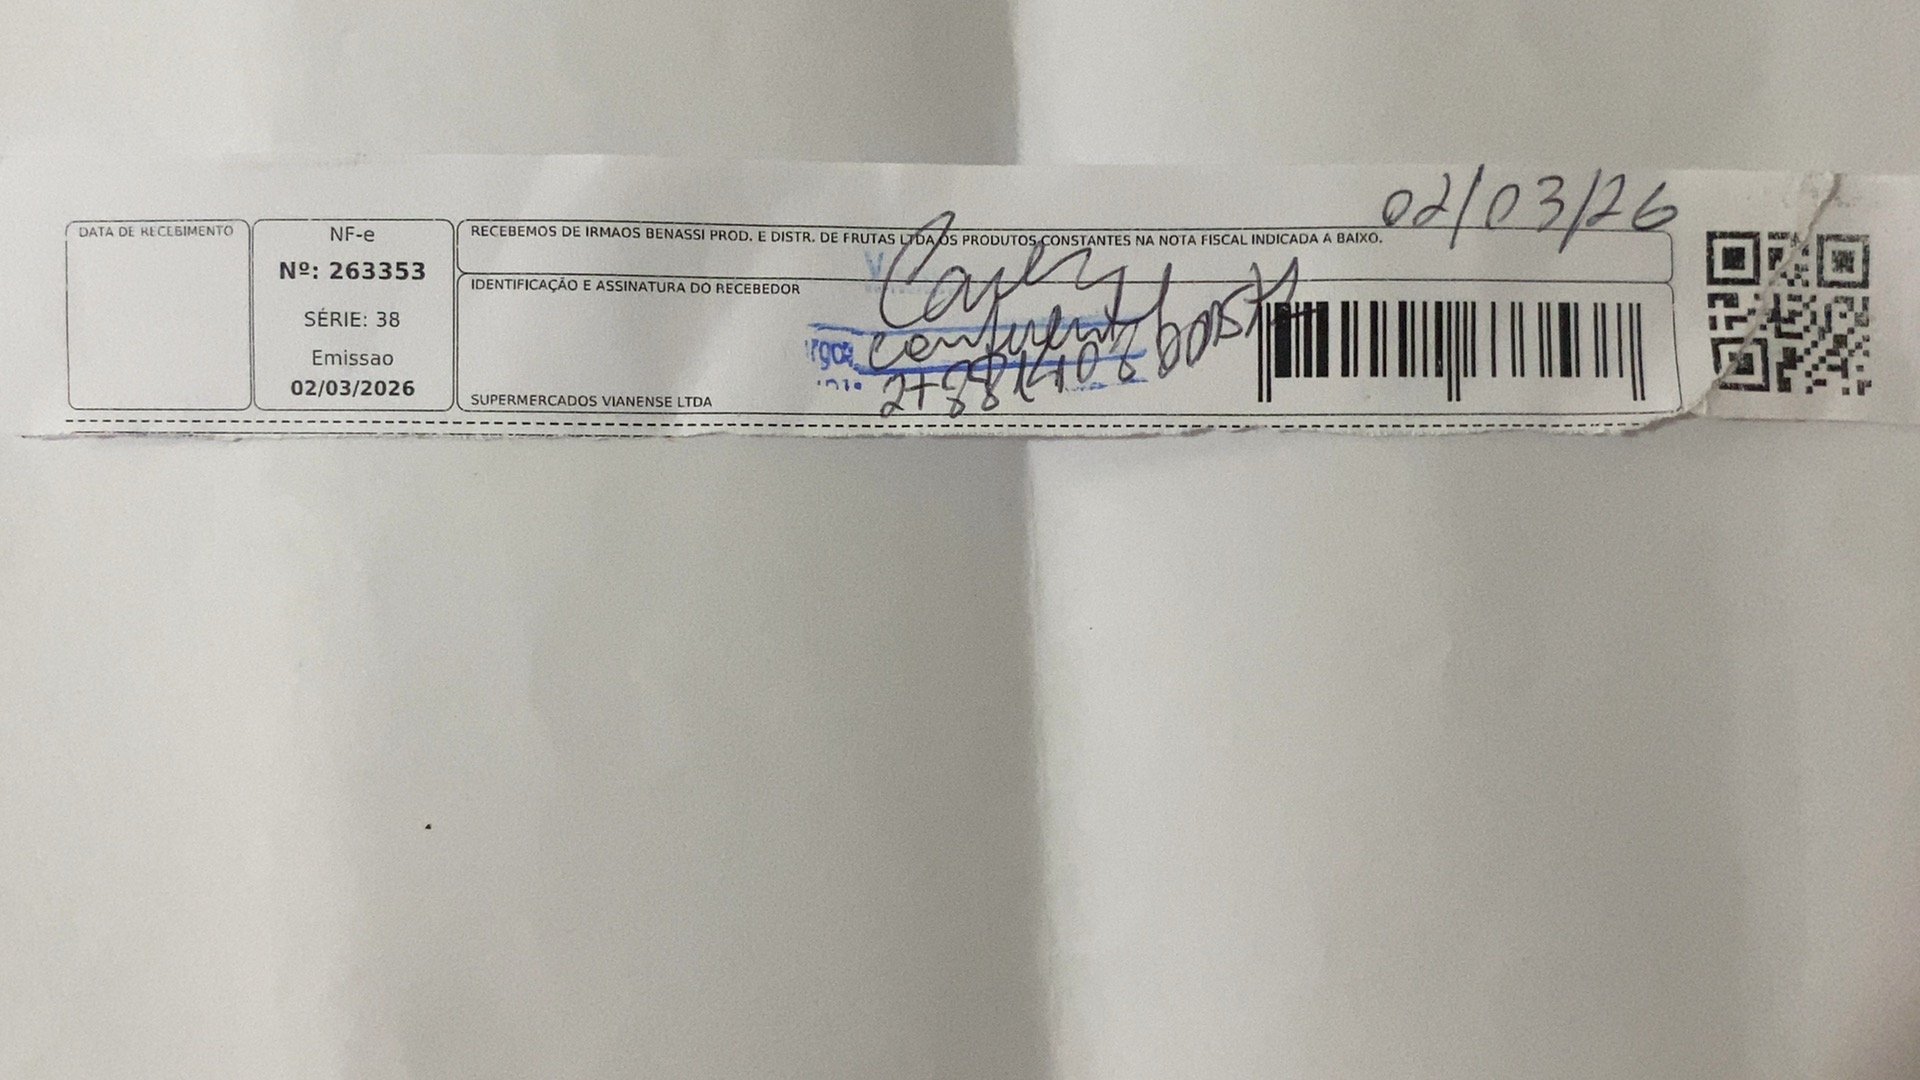 DATA DE RECEBIMENTO
NF-e
Nº: 263353
SÉRIE: 38
Emissao
02/03/2026
RECEBEMOS DE IRMAOS BENASSI PROD. E DISTR. DE FRUTAS LTDA OS PRODUTOS CONSTANTES NA NOTA FISCAL INDICADA A BAIXO.
02/03/26
IDENTIFICAÇÃO E ASSINATURA DO RECEBEDOR
SUPERMERCADOS VIANENSE LTDA